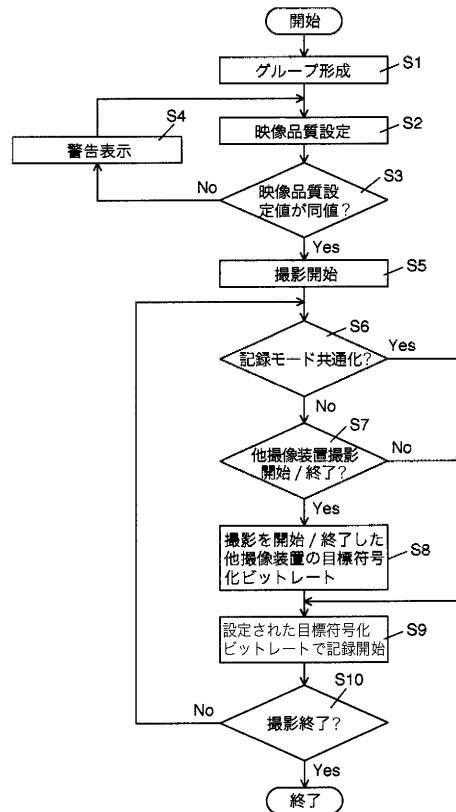 開始
グループ形成
S1
S4
警告表示
映像品質設定
S2
No
S3
映像品質設
定値が同値?
Yes
撮影開始
S5
S6
記録モード共通化?
Yes
No
S7
他撮像装置撮影
開始/終了?
No
Yes
撮影を開始/終了した
他撮像装置の目標符号
化ビットレート
S8
設定された目標符号化
ビットレートで記録開始
S9
S10
No
撮影終了?
Yes
終了